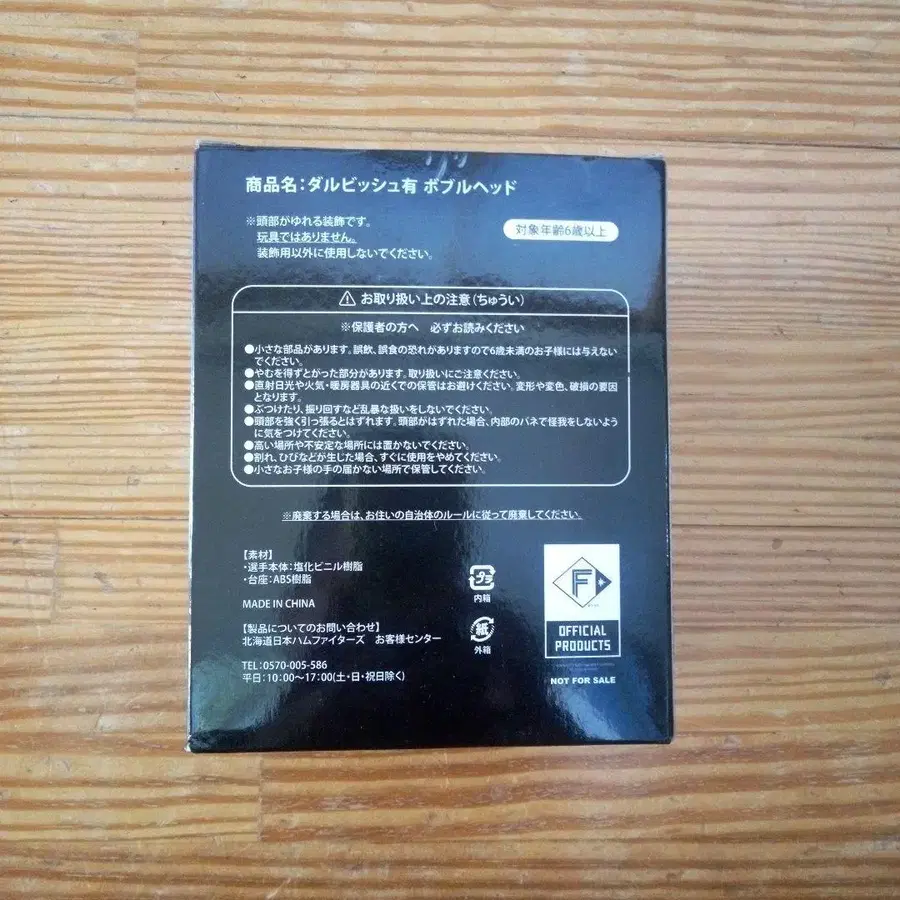 商品名:ダルビッシュ有 ボブルヘッド
※頭部がゆれる装飾です。
玩具ではありません。
装飾用以外に使用しないでください。
対象年齢6歳以上
お取り扱い上の注意(ちゅうい)
※保護者の方へ 必ずお読みください
●小さな部品があります。誤飲、誤食の恐れがありますので6歳未満のお子様には与えない
でください。
●やむを得ずとがった部分があります。取り扱いにご注意ください。
●直射日光や火気・暖房器具の近くでの保管はお避けください。変形や変色、破損の要因
となります。
●ぶつけたり、振り回すなど乱暴な扱いをしないでください。
●頭部を強く引っ張るとはずれます。頭部がはずれた場合、内部のバネで怪我をしないよう
に気をつけてください。
●高い場所や不安定な場所には置かないでください。
●割れ、ひびなどが生じた場合、すぐに使用をやめてください。
●小さなお子様の手の届かない場所で保管してください。
※廃棄する場合は、お住いの自治体のルールに従って廃棄してください。
【素材】
・選手本体:塩化ビニル樹脂
・台座:ABS樹脂
MADE IN CHINA
【製品についてのお問い合わせ】
北海道日本ハムファイターズ お客様センター
TEL:0570-005-586
平日:10:00〜17:00(土・日・祝日除く)
プラ
内箱
紙
外箱
F
OFFICIAL
PRODUCTS
NOT FOR SALE